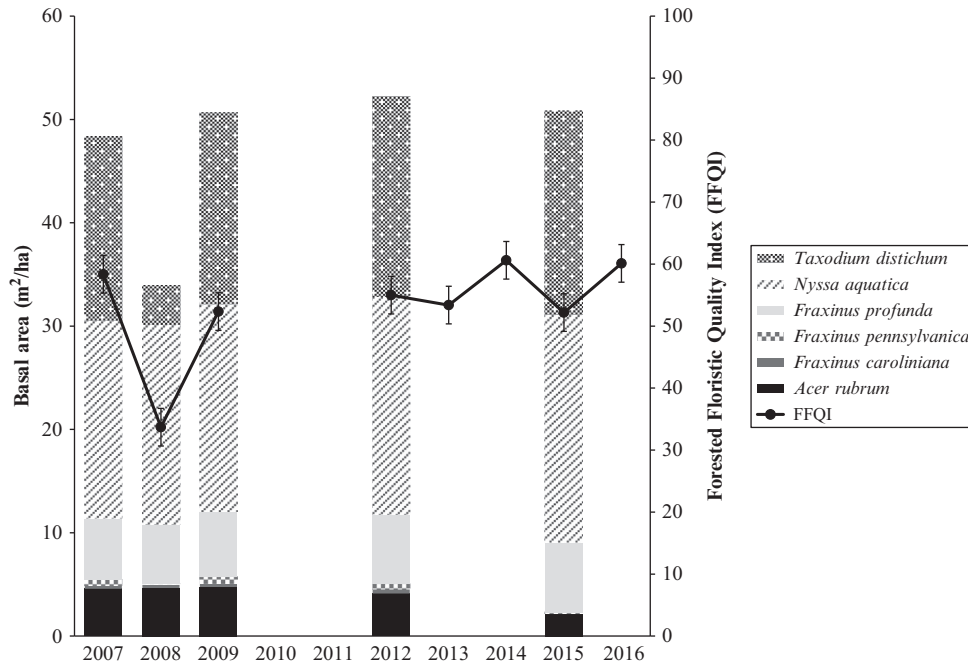 60
50
40
30
20
10
0
Basal area (m²/ha)
2007 2008 2009 2010 2011 2012 2013 2014 2015 2016
100
90
80
70
60
50
40
30
20
10
0
Forested Floristic Quality Index (FFQI)
Taxodium distichum
Nyssa aquatica
Fraxinus profunda
Fraxinus pennsylvanica
Fraxinus caroliniana
Acer rubrum
FFQI